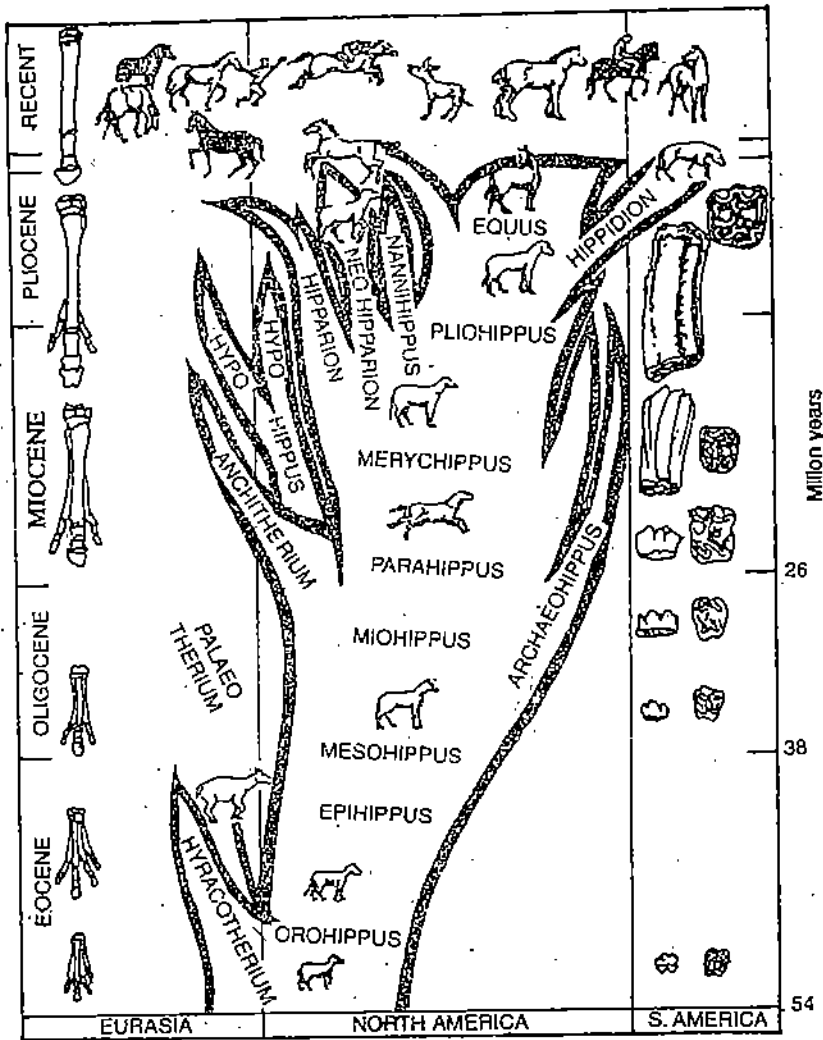 RECENT
PLIOCENE
MIOCENE
OLIGOCENE
EOCENE
EQUUS
HIPPIDION
NANNIHIPPUS
NEO HIPPARION
HIPPARION
PLIOHIPPUS
HYPO
HYPO
HIPPUS
MERYCHIPPUS
ANCHITHERIUM
PARAHIPPUS
ARCHAEOHIPPUS
MIOHIPPUS
PALAEO
THERIUM
MESOHIPPUS
EPIHIPPUS
HYRACOTHERIUM
OROHIPPUS
Millon years
26
38
54
EURASIA
NORTH AMERICA
S. AMERICA